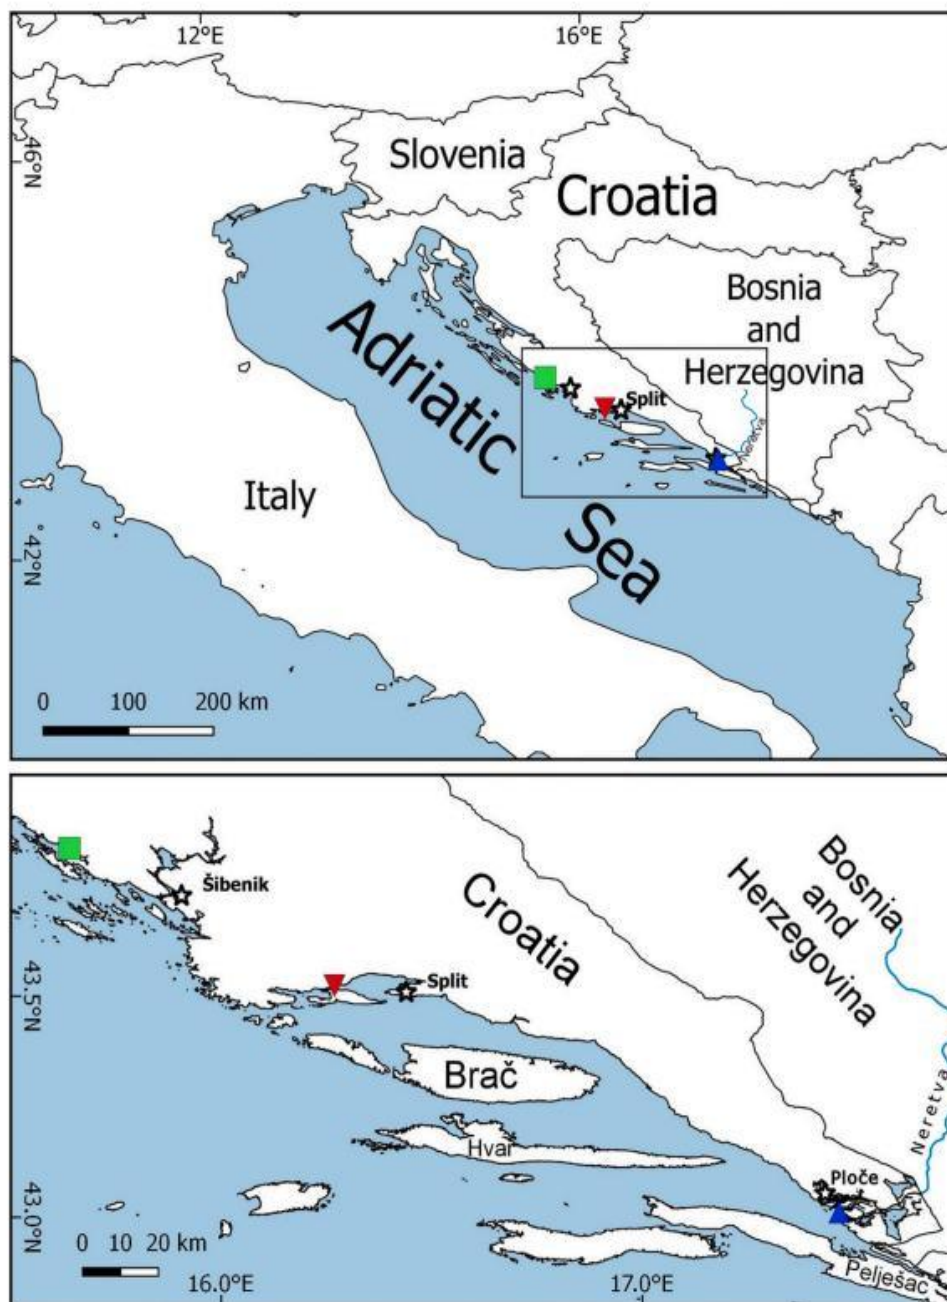 12°E
16°E
46°N
Slovenia
Croatia
Bosnia
and
Herzegovina
Adriatic
Sea
Split
Neretva
Italy
42°N
0 100 200 km
Šibenik
Croatia
Bosnia
and
Herzegovina
43.5°N
Split
Brač
Hvar
Neretva
Ploče
43.0°N
0 10 20 km
Pelješac
16.0°E
17.0°E